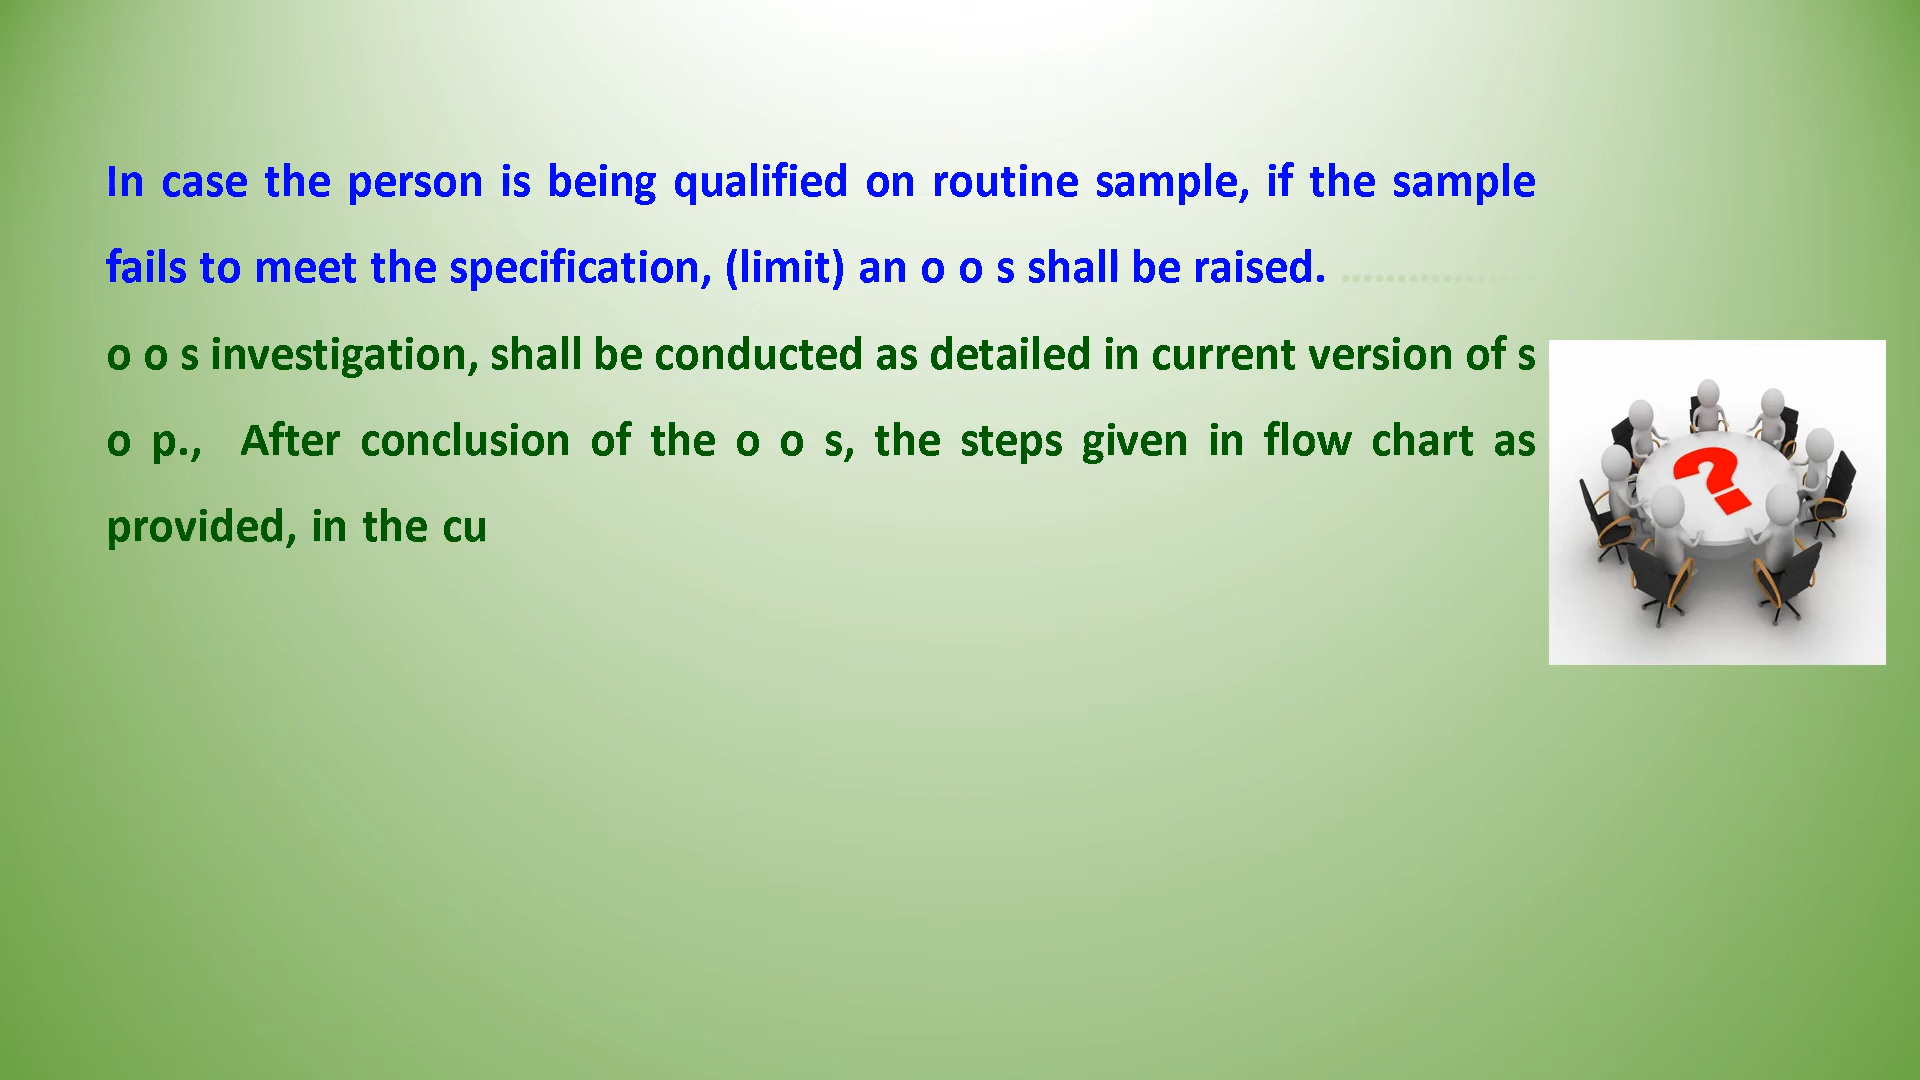 In case the person is being qualified on routine sample, if the sample
fails to meet the specification, (limit) an o o s shall be raised. ..................
o o s investigation, shall be conducted as detailed in current version of s
o p.,  After conclusion of the o o s, the steps given in flow chart as
provided, in the cu
?